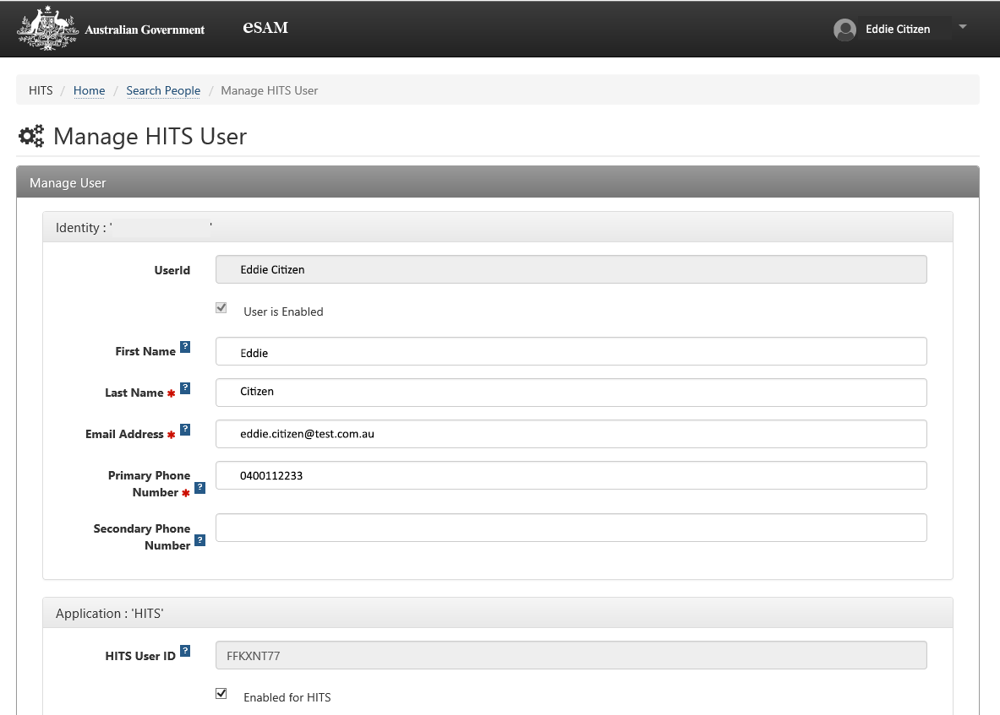 Australian Government
eSAM
Eddie Citizen
HITS / Home / Search People / Manage HITS User
Manage HITS User
Manage User
Identity : ' '
UserId
Eddie Citizen
User is Enabled
First Name ?
Eddie
Last Name * ?
Citizen
Email Address * ?
eddie.citizen@test.com.au
Primary Phone
Number * ?
0400112233
Secondary Phone
Number ?
Application : 'HITS'
HITS User ID ?
FFKXNT77
Enabled for HITS